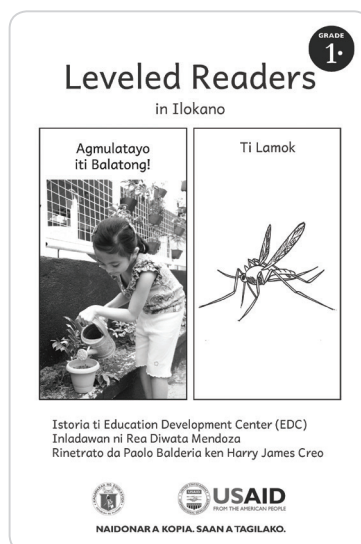 GRADE
1
Leveled Readers
in Ilokano
Agmulatayo
iti Balatong!
Ti Lamok
Istoria ti Education Development Center (EDC)
Inladawan ni Rea Diwata Mendoza
Rinetrato da Paolo Balderia ken Harry James Creo
USAID
FROM THE AMERICAN PEOPLE
NAIDONAR A KOPIA. SAAN A TAGILAKO.